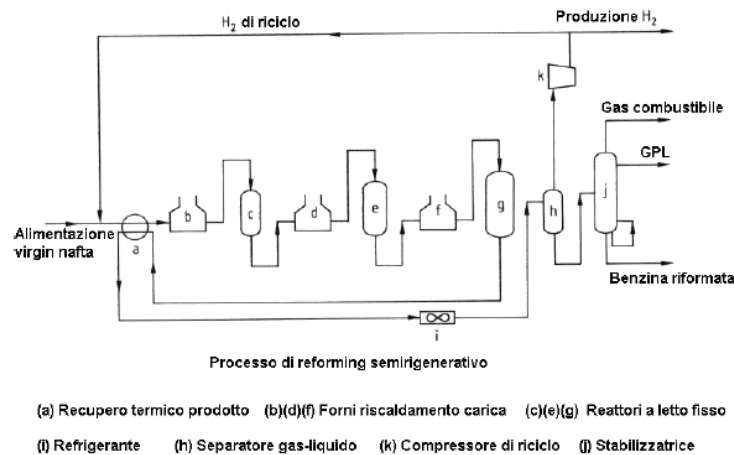 H2 di riciclo
Produzione H2
k
Gas combustibile
GPL
b
c
d
e
f
g
h
j
Alimentazione
virgin nafta
a
Benzina riformata
i
Processo di reforming semirigenerativo
(a) Recupero termico prodotto (b)(d)(f) Forni riscaldamento carica (c)(e)(g) Reattori a letto fisso
(i) Refrigerante (h) Separatore gas-liquido (k) Compressore di riciclo (j) Stabilizzatrice